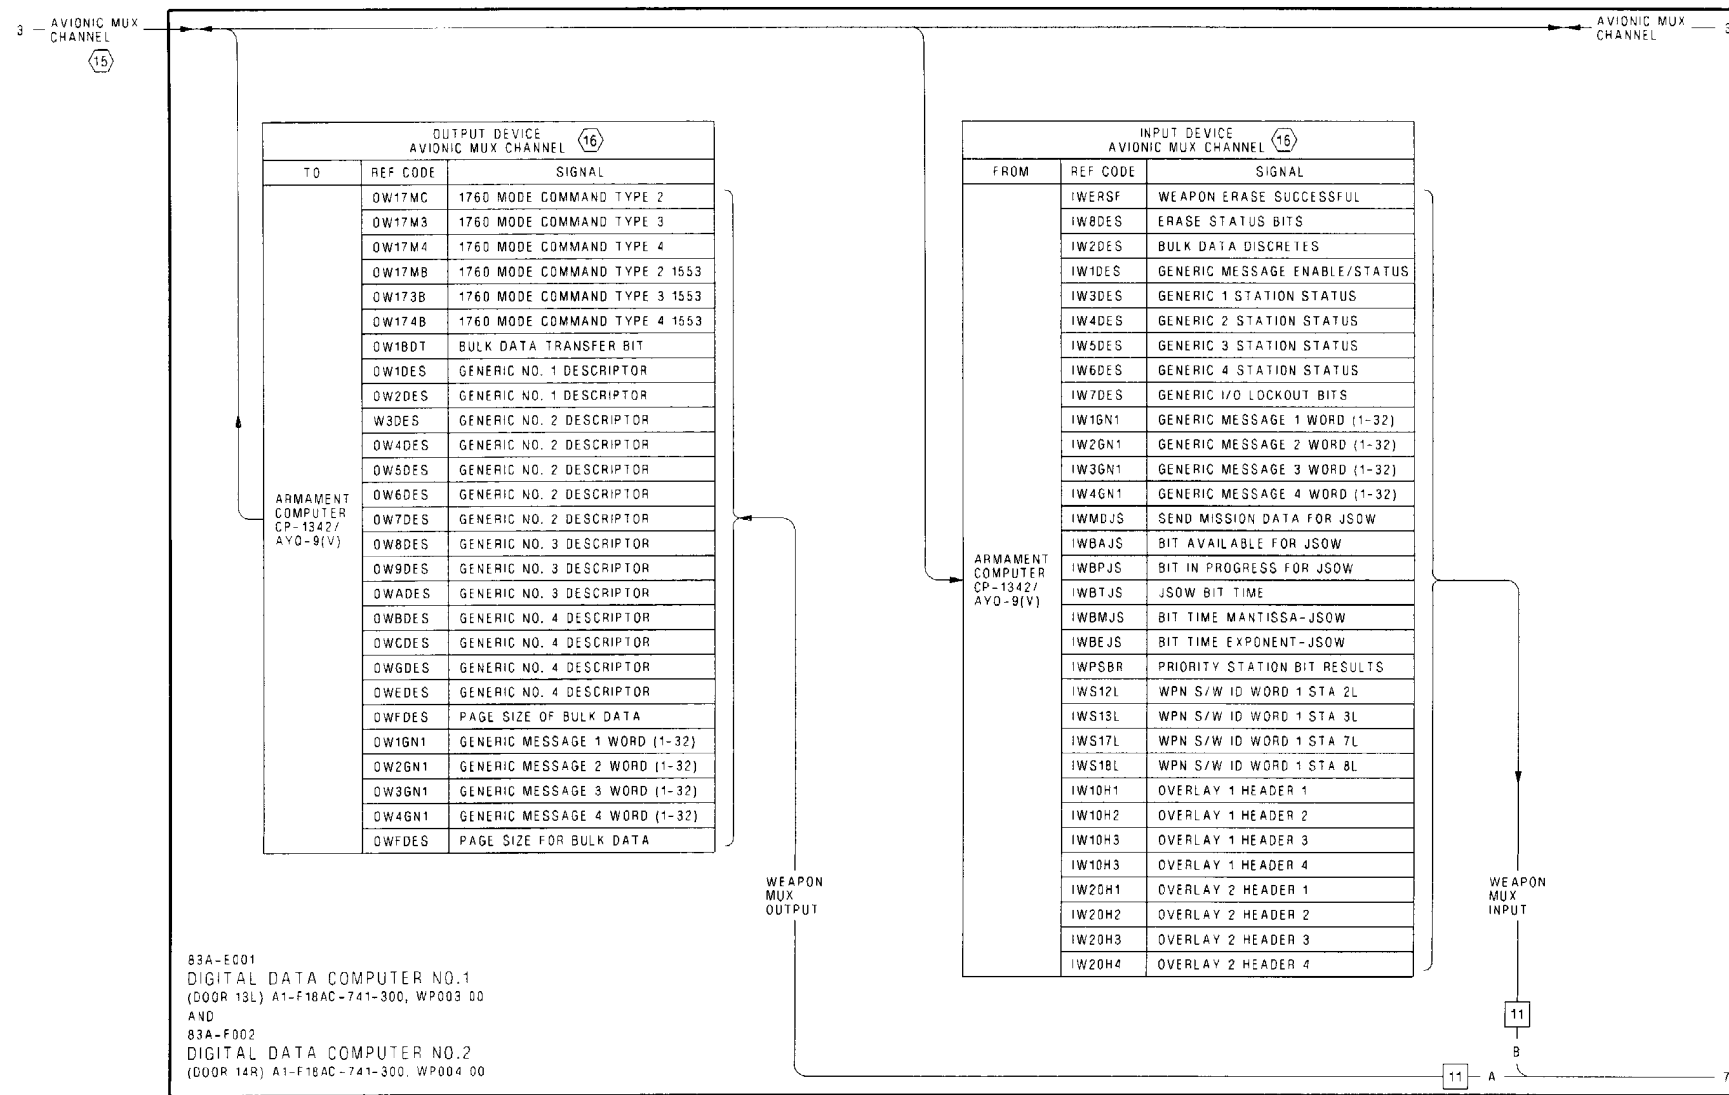 3 — AVIONIC MUX CHANNEL
15
AVIONIC MUX CHANNEL — 3
OUTPUT DEVICE
AVIONIC MUX CHANNEL 16
TO REF CODE SIGNAL
ARMAMENT
COMPUTER
CP-1342/
AYQ-9(V)
OW17MC 1760 MODE COMMAND TYPE 2
OW17M3 1760 MODE COMMAND TYPE 3
OW17M4 1760 MODE COMMAND TYPE 4
OW17MB 1760 MODE COMMAND TYPE 2 1553
OW173B 1760 MODE COMMAND TYPE 3 1553
OW174B 1760 MODE COMMAND TYPE 4 1553
OW1BDT BULK DATA TRANSFER BIT
OW1DES GENERIC NO. 1 DESCRIPTOR
OW2DES GENERIC NO. 1 DESCRIPTOR
W3DES GENERIC NO. 2 DESCRIPTOR
OW4DES GENERIC NO. 2 DESCRIPTOR
OW5DES GENERIC NO. 2 DESCRIPTOR
OW6DES GENERIC NO. 2 DESCRIPTOR
OW7DES GENERIC NO. 2 DESCRIPTOR
OW8DES GENERIC NO. 3 DESCRIPTOR
OW9DES GENERIC NO. 3 DESCRIPTOR
OWADES GENERIC NO. 3 DESCRIPTOR
OWBDES GENERIC NO. 4 DESCRIPTOR
OWCDES GENERIC NO. 4 DESCRIPTOR
OWGDES GENERIC NO. 4 DESCRIPTOR
OWEDES GENERIC NO. 4 DESCRIPTOR
OWFDES PAGE SIZE OF BULK DATA
OW1GN1 GENERIC MESSAGE 1 WORD (1-32)
OW2GN1 GENERIC MESSAGE 2 WORD (1-32)
OW3GN1 GENERIC MESSAGE 3 WORD (1-32)
OW4GN1 GENERIC MESSAGE 4 WORD (1-32)
OWFDES PAGE SIZE FOR BULK DATA
WEAPON
MUX
OUTPUT
INPUT DEVICE
AVIONIC MUX CHANNEL 16
FROM REF CODE SIGNAL
ARMAMENT
COMPUTER
CP-1342/
AYQ-9(V)
IWERSF WEAPON ERASE SUCCESSFUL
IW8DES ERASE STATUS BITS
IW2DES BULK DATA DISCRETES
IW1DES GENERIC MESSAGE ENABLE/STATUS
IW3DES GENERIC 1 STATION STATUS
IW4DES GENERIC 2 STATION STATUS
IW5DES GENERIC 3 STATION STATUS
IW6DES GENERIC 4 STATION STATUS
IW7DES GENERIC I/O LOCKOUT BITS
IW1GN1 GENERIC MESSAGE 1 WORD (1-32)
IW2GN1 GENERIC MESSAGE 2 WORD (1-32)
IW3GN1 GENERIC MESSAGE 3 WORD (1-32)
IW4GN1 GENERIC MESSAGE 4 WORD (1-32)
IWMDJS SEND MISSION DATA FOR JSOW
IWBAJS BIT AVAILABLE FOR JSOW
IWBPJS BIT IN PROGRESS FOR JSOW
IWBTJS JSOW BIT TIME
IWBMJS BIT TIME MANTISSA-JSOW
IWBEJS BIT TIME EXPONENT-JSOW
IWPSBR PRIORITY STATION BIT RESULTS
IWS12L WPN S/W ID WORD 1 STA 2L
IWS13L WPN S/W ID WORD 1 STA 3L
IWS17L WPN S/W ID WORD 1 STA 7L
IWS18L WPN S/W ID WORD 1 STA 8L
IW1OH1 OVERLAY 1 HEADER 1
IW1OH2 OVERLAY 1 HEADER 2
IW1OH3 OVERLAY 1 HEADER 3
IW1OH3 OVERLAY 1 HEADER 4
IW2OH1 OVERLAY 2 HEADER 1
IW2OH2 OVERLAY 2 HEADER 2
IW2OH3 OVERLAY 2 HEADER 3
IW2OH4 OVERLAY 2 HEADER 4
WEAPON
MUX
INPUT
83A-E001
DIGITAL DATA COMPUTER NO.1
(DOOR 13L) A1-F18AC-741-300, WP003 00
AND
83A-F002
DIGITAL DATA COMPUTER NO.2
(DOOR 14R) A1-F18AC-741-300, WP004 00
11
B
11 — A — 7